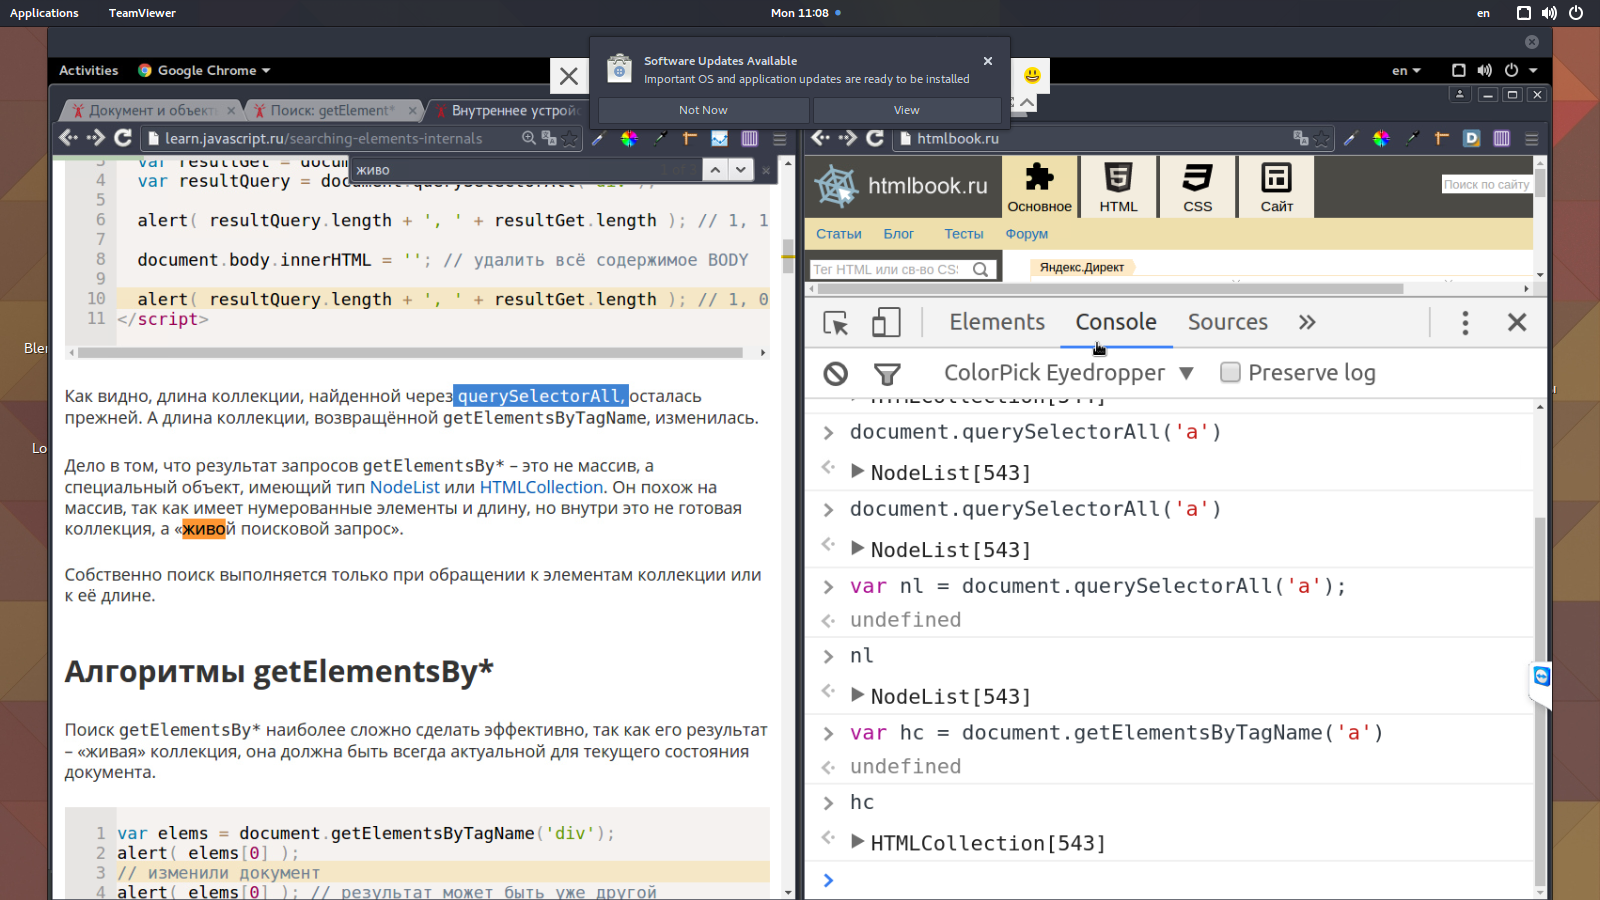 Applications TeamViewer Mon 11:08 en
Software Updates Available
Important OS and application updates are ready to be installed
Not Now View
Activities Google Chrome en
Документ и объект Поиск: getElement* Внутреннее устрой
learn.javascript.ru/searching-elements-internals
живо
4 var resultQuery =
5
6 alert( resultQuery.length + ', ' + resultGet.length ); // 1, 1
7
8 document.body.innerHTML = ''; // удалить всё содержимое BODY
9
10 alert( resultQuery.length + ', ' + resultGet.length ); // 1, 0
11 </script>
Как видно, длина коллекции, найденной через querySelectorAll, осталась
прежней. А длина коллекции, возвращённой getElementsByTagName, изменилась.
Дело в том, что результат запросов getElementsBy* – это не массив, а
специальный объект, имеющий тип NodeList или HTMLCollection. Он похож на
массив, так как имеет нумерованные элементы и длину, но внутри это не готовая
коллекция, а «живой поисковой запрос».
Собственно поиск выполняется только при обращении к элементам коллекции или
к её длине.
Алгоритмы getElementsBy*
Поиск getElementsBy* наиболее сложно сделать эффективно, так как его результат
– «живая» коллекция, она должна быть всегда актуальной для текущего состояния
документа.
1 var elems = document.getElementsByTagName('div');
2 alert( elems[0] );
3 // изменили документ
4 alert( elems[0] ); // результат может быть уже другой
Ble
Lo
htmlbook.ru
htmlbook.ru
Основное HTML CSS Сайт
Поиск по сайту
Статьи Блог Тесты Форум
Тег HTML или св-во CS
Яндекс.Директ
Elements Console Sources
ColorPick Eyedropper Preserve log
document.querySelectorAll('a')
NodeList[543]
document.querySelectorAll('a')
NodeList[543]
var nl = document.querySelectorAll('a');
undefined
nl
NodeList[543]
var hc = document.getElementsByTagName('a')
undefined
hc
HTMLCollection[543]